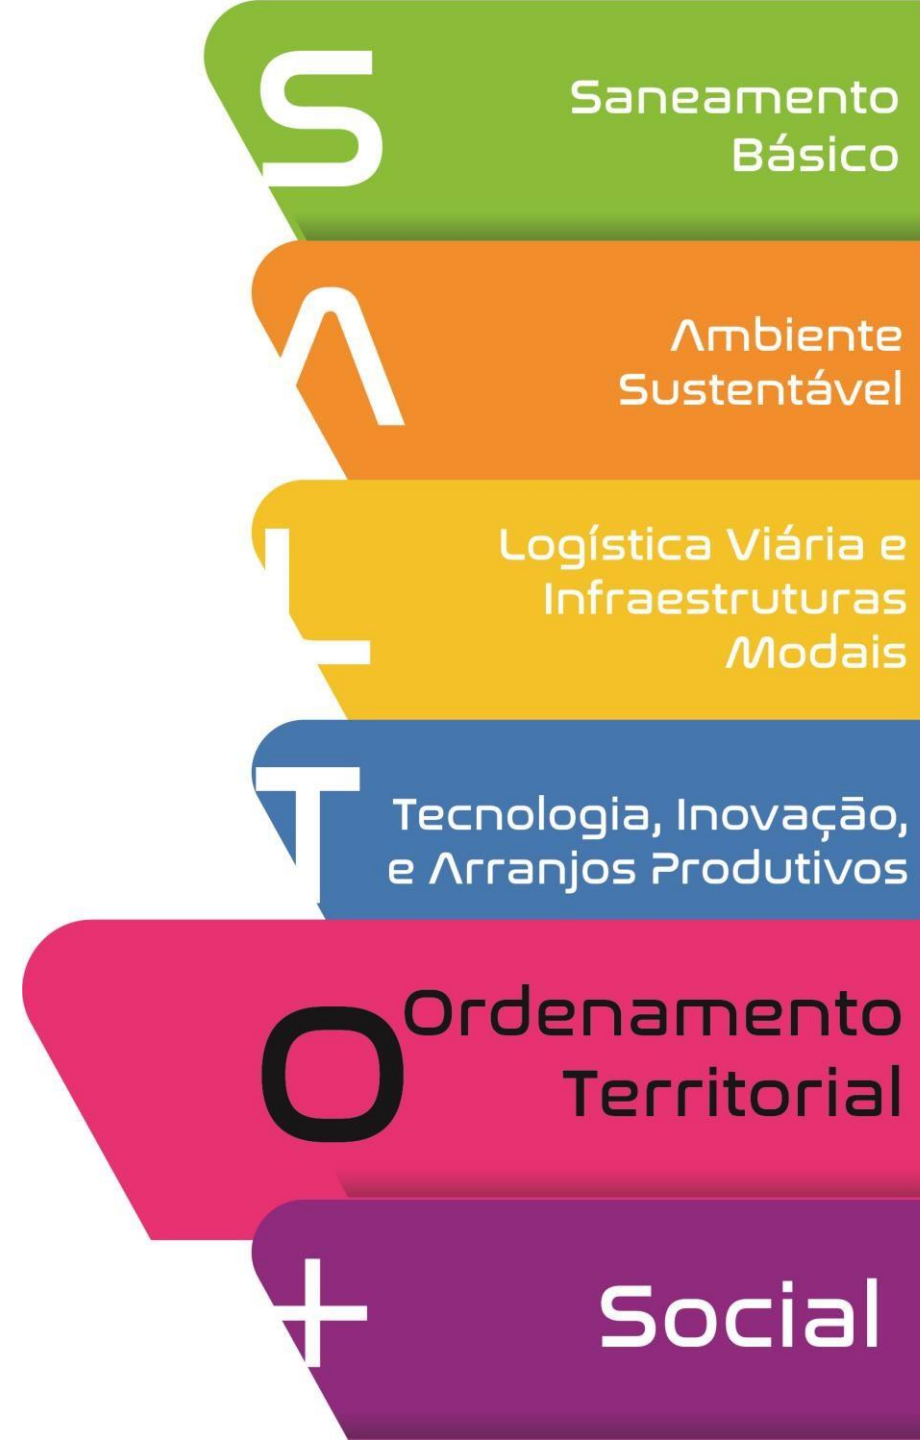 S
Saneamento
Básico
A
Ambiente
Sustentável
L
Logística Viária e
Infraestruturas
Modais
T
Tecnologia, Inovação,
e Arranjos Produtivos
O
Ordenamento
Territorial
+
Social